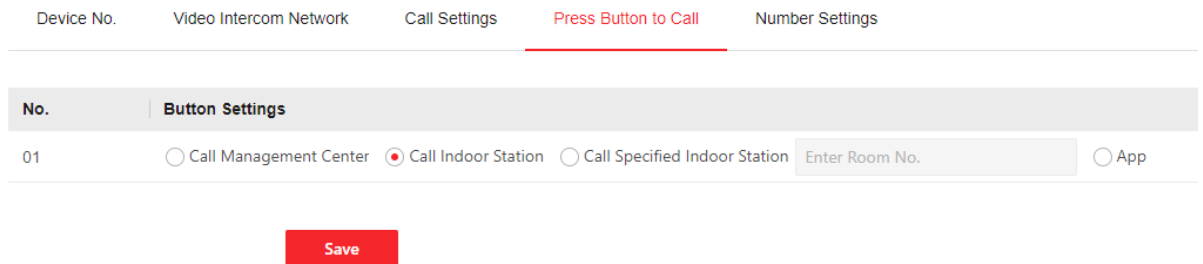 Device No. Video Intercom Network Call Settings Press Button to Call Number Settings
No. Button Settings
01 Call Management Center Call Indoor Station Call Specified Indoor Station Enter Room No. App
Save